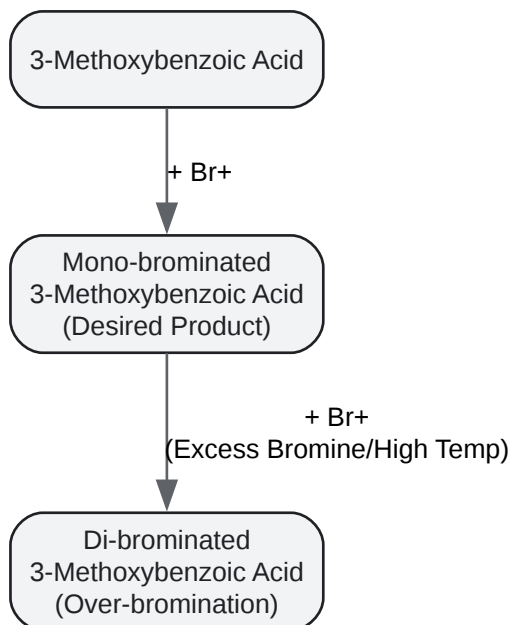 3-Methoxybenzoic Acid
+ Br+
Mono-brominated
3-Methoxybenzoic Acid
(Desired Product)
+ Br+
(Excess Bromine/High Temp)
Di-brominated
3-Methoxybenzoic Acid
(Over-bromination)